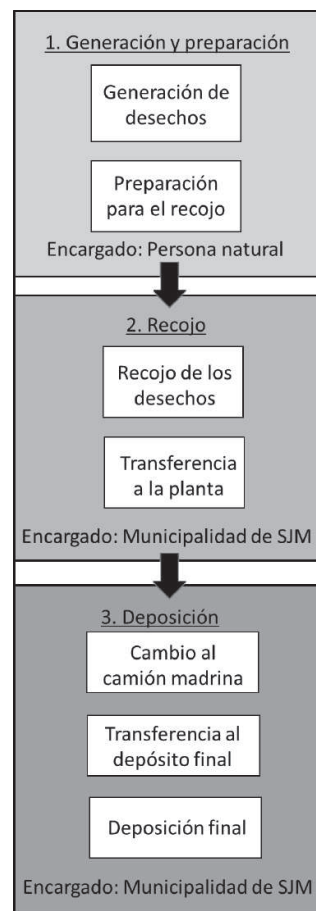 1. Generación y preparación
Generación de
desechos
Preparación
para el recojo
Encargado: Persona natural
2. Recojo
Recojo de los
desechos
Transferencia
a la planta
Encargado: Municipalidad de SJM
3. Deposición
Cambio al
camión madrina
Transferencia al
depósito final
Deposición final
Encargado: Municipalidad de SJM